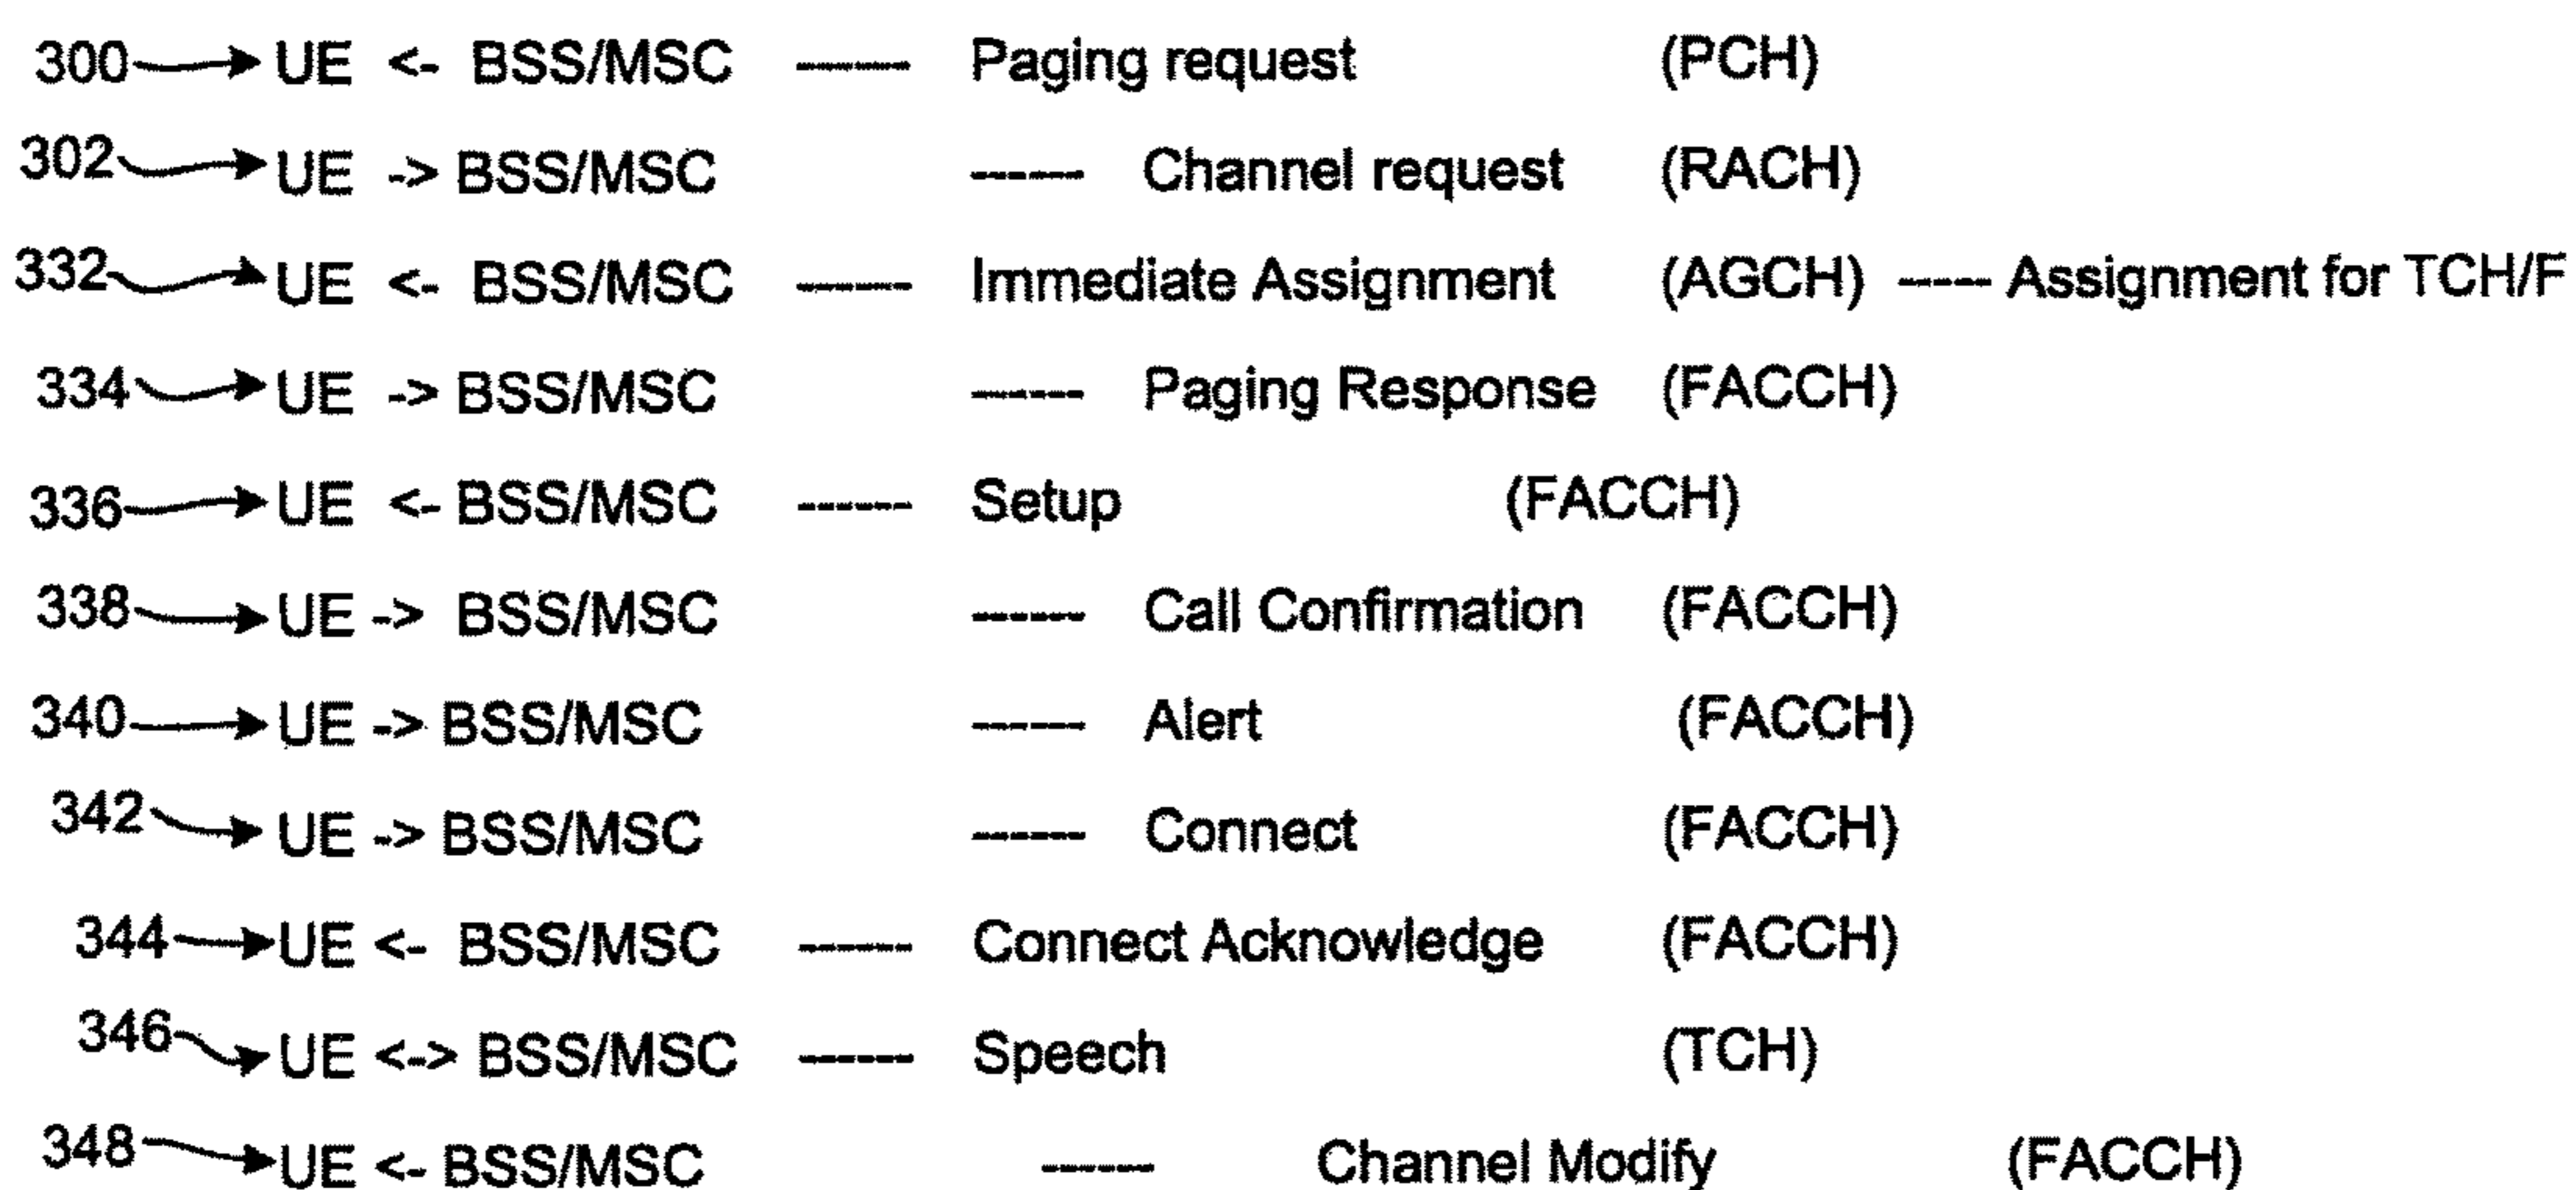 300 UE <- BSS/MSC ----- Paging request (PCH)
302 UE -> BSS/MSC ----- Channel request (RACH)
332 UE <- BSS/MSC ----- Immediate Assignment (AGCH) ---- Assignment for TCH/F
334 UE -> BSS/MSC ----- Paging Response (FACCH)
336 UE <- BSS/MSC ------ Setup (FACCH)
338 UE -> BSS/MSC ------ Call Confirmation (FACCH)
340 UE -> BSS/MSC ------ Alert (FACCH)
342 UE -> BSS/MSC ------ Connect (FACCH)
344 UE <- BSS/MSC ------ Connect Acknowledge (FACCH)
346 UE <-> BSS/MSC ------ Speech (TCH)
348 UE <- BSS/MSC ------ Channel Modify (FACCH)